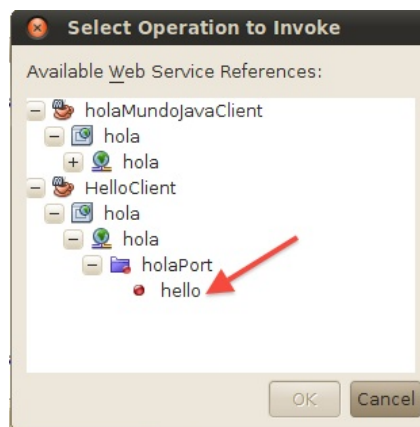 Select Operation to Invoke
Available Web Service References:
holaMundoJavaClient
hola
hola
HelloClient
hola
hola
holaPort
hello
OK
Cancel